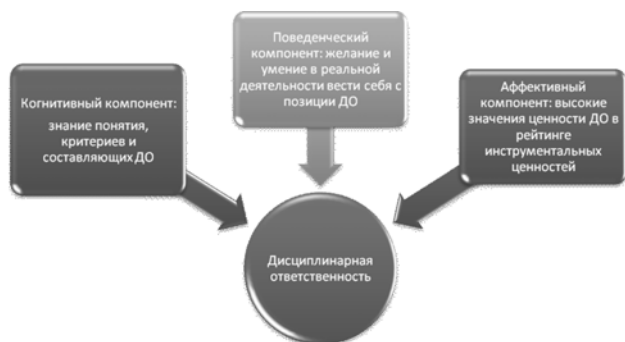 Когнитивный компонент:
знание понятия,
критериев и
составляющих ДО
Поведенческий
компонент: желание и
умение в реальной
деятельности вести себя с
позиции ДО
Аффективный
компонент: высокие
значения ценности ДО в
рейтинге
инструментальных
ценностей
Дисциплинарная
ответственность